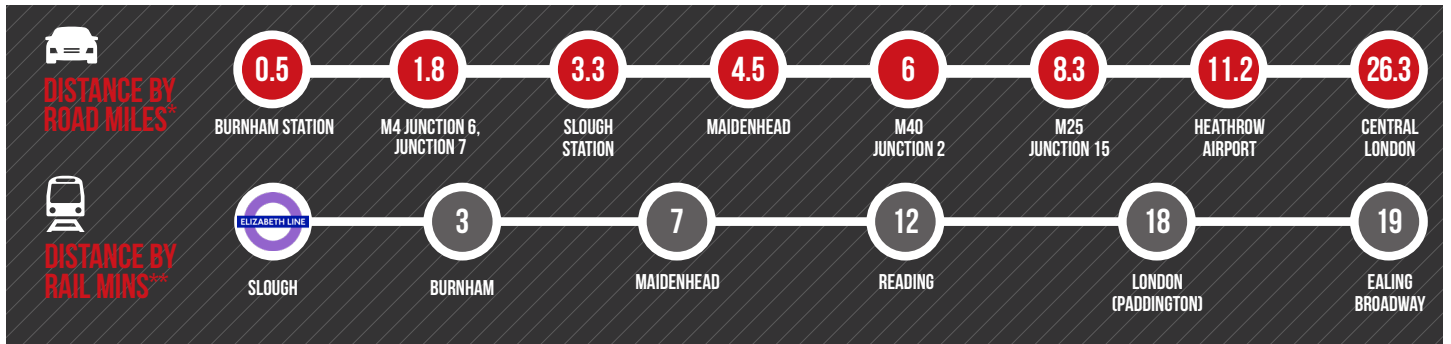 DISTANCE BY
ROAD MILES*
0.5
1.8
3.3
4.5
6
8.3
11.2
26.3
BURNHAM STATION
M4 JUNCTION 6,
JUNCTION 7
SLOUGH
STATION
MAIDENHEAD
M40
JUNCTION 2
M25
JUNCTION 15
HEATHROW
AIRPORT
CENTRAL
LONDON
DISTANCE BY
RAIL MINS**
ELIZABETH LINE
3
7
12
18
19
SLOUGH
BURNHAM
MAIDENHEAD
READING
LONDON
(PADDINGTON)
EALING
BROADWAY